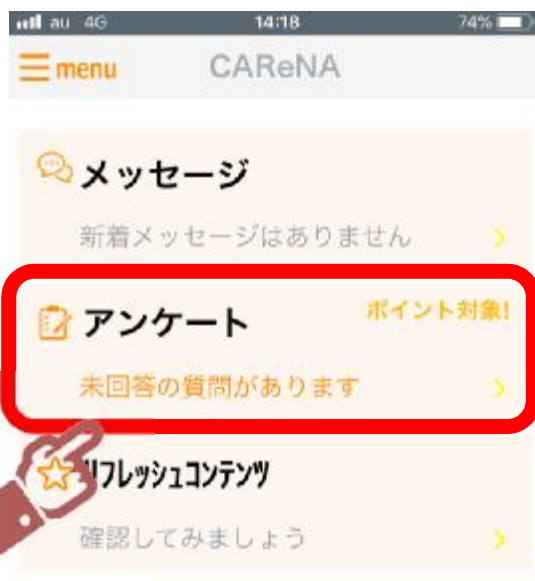 au 4G 14:18 74%
menu CAReNA
メッセージ
新着メッセージはありません
アンケート ポイント対象!
未回答の質問があります
リフレッシュコンテンツ
確認してみましょう